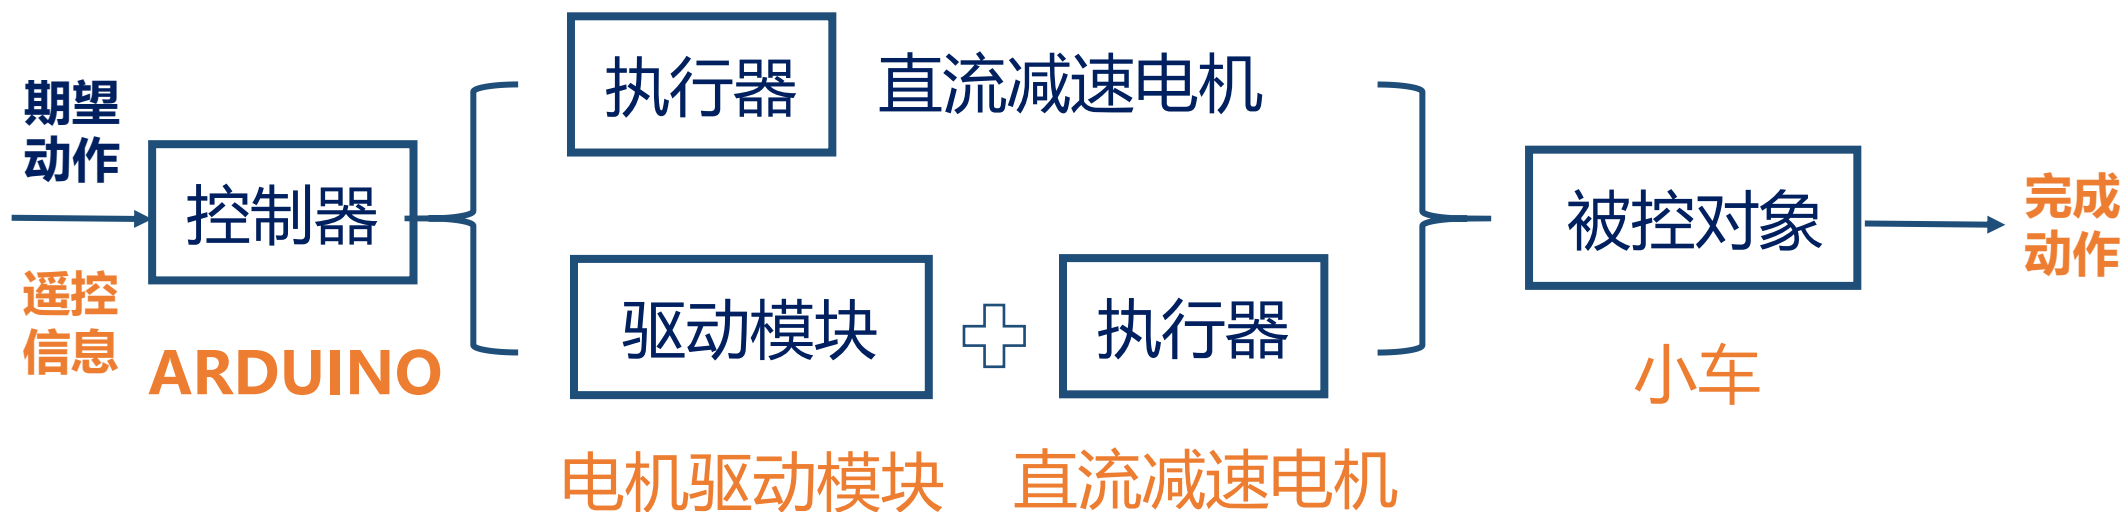 期望
动作
遥控
信息
控制器
ARDUINO
执行器
直流减速电机
驱动模块
执行器
电机驱动模块
直流减速电机
被控对象
小车
完成
动作